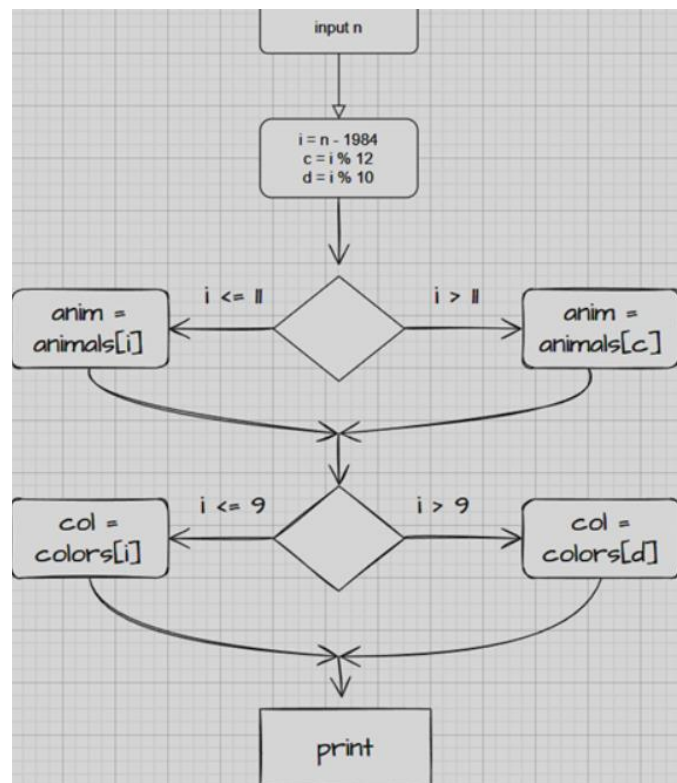 input n
i = n - 1984
c = i % 12
d = i % 10
i <= 11
i > 11
anim =
animals[i]
anim =
animals[c]
i <= 9
i > 9
col =
colors[i]
col =
colors[d]
print